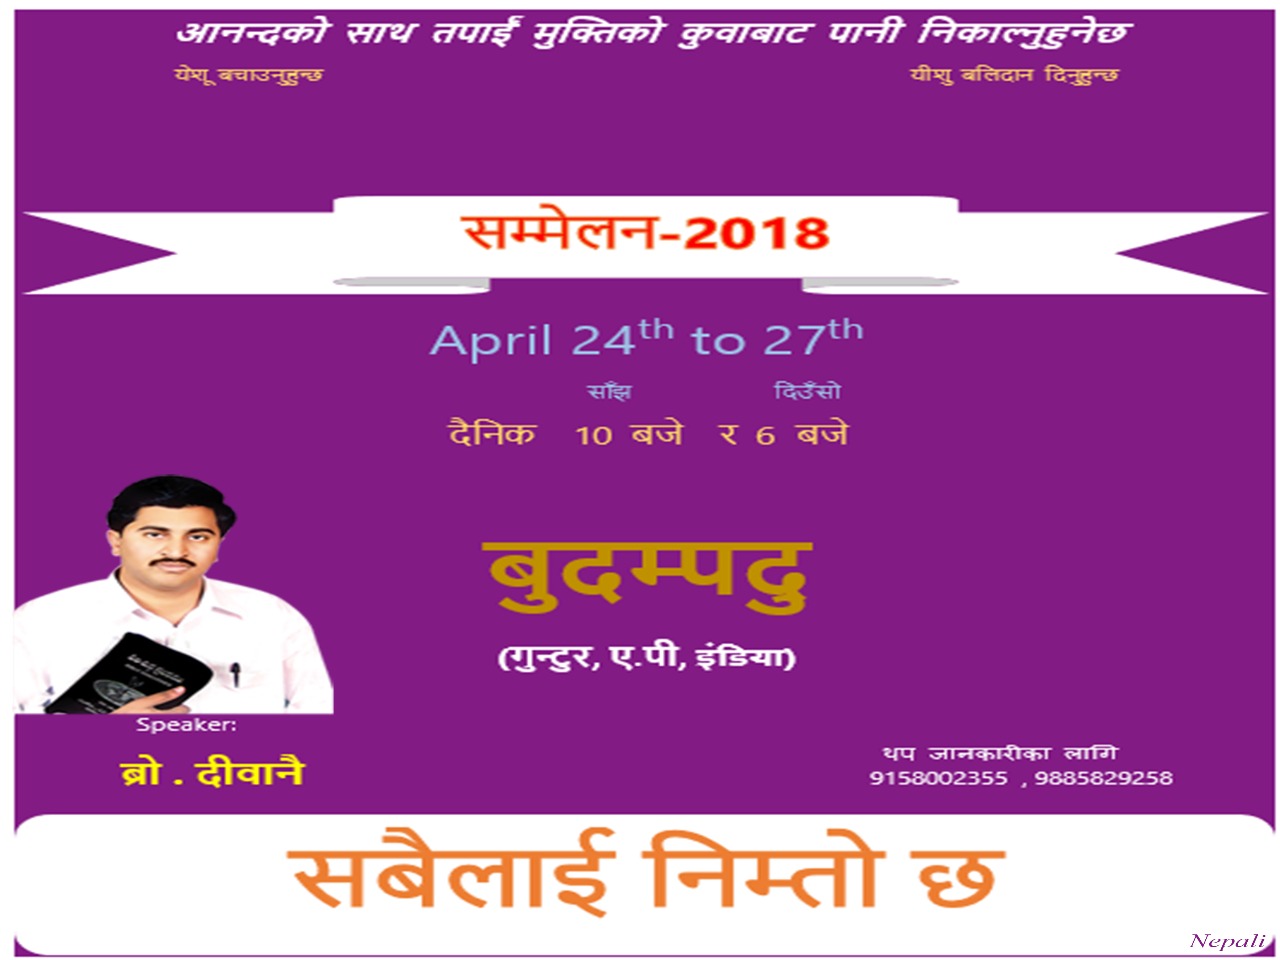 आनन्दको साथ तपाईं मुक्तिको कुवाबाट पानी निकाल्नुहुनेछ
येशू बचाउनुहुन्छ यीशु बलिदान दिनुहुन्छ
सम्मेलन-2018
April 24th to 27th
साँझ दिउँसो
दैनिक 10 बजे र 6 बजे
बुदम्पदु
(गुन्टुर, ए.पी, इंडिया)
Speaker:
ब्रो . दीवानै
थप जानकारीका लागि
9158002355 , 9885829258
सबैलाई निम्तो छ
Nepali